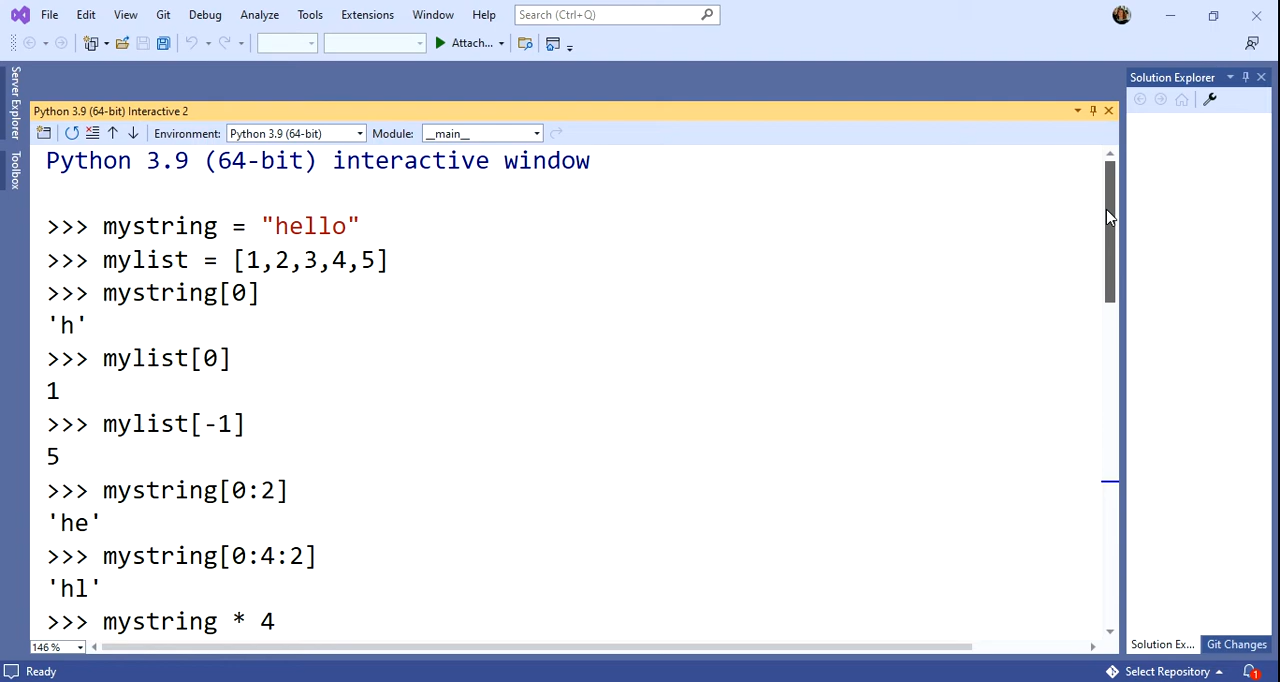 File Edit View Git Debug Analyze Tools Extensions Window Help Search (Ctrl+Q)
Attach...
Server Explorer
Toolbox
Python 3.9 (64-bit) Interactive 2
Solution Explorer
Environment: Python 3.9 (64-bit) Module: __main__
Python 3.9 (64-bit) interactive window
>>> mystring = "hello"
>>> mylist = [1,2,3,4,5]
>>> mystring[0]
'h'
>>> mylist[0]
1
>>> mylist[-1]
5
>>> mystring[0:2]
'he'
>>> mystring[0:4:2]
'hl'
>>> mystring * 4
146 %
Solution Ex... Git Changes
Ready
Select Repository
1